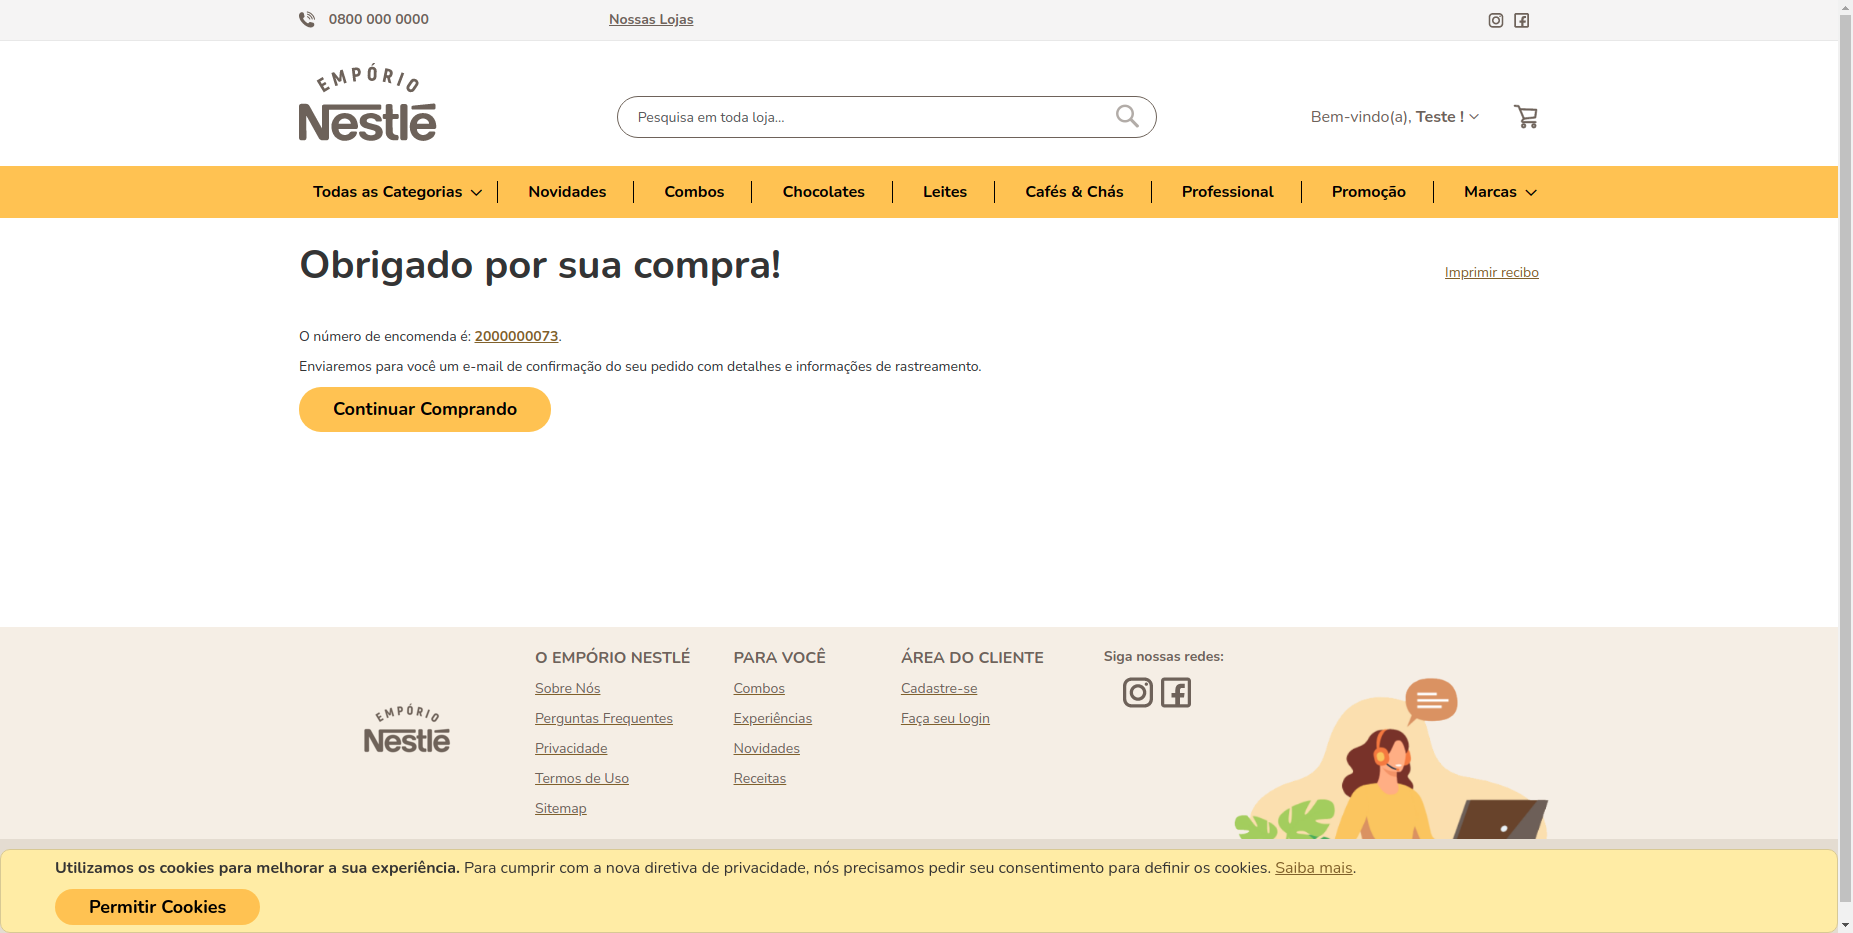 0800 000 0000
Nossas Lojas
EMPÓRIO
Nestlé
Pesquisa em toda loja...
Bem-vindo(a), Teste !
Todas as Categorias
Novidades
Combos
Chocolates
Leites
Cafés & Chás
Professional
Promoção
Marcas
Obrigado por sua compra!
Imprimir recibo
O número de encomenda é: 2000000073.
Enviaremos para você um e-mail de confirmação do seu pedido com detalhes e informações de rastreamento.
Continuar Comprando
EMPÓRIO
Nestlé
O EMPÓRIO NESTLÉ
Sobre Nós
Perguntas Frequentes
Privacidade
Termos de Uso
Sitemap
PARA VOCÊ
Combos
Experiências
Novidades
Receitas
ÁREA DO CLIENTE
Cadastre-se
Faça seu login
Siga nossas redes:
Utilizamos os cookies para melhorar a sua experiência. Para cumprir com a nova diretiva de privacidade, nós precisamos pedir seu consentimento para definir os cookies. Saiba mais.
Permitir Cookies